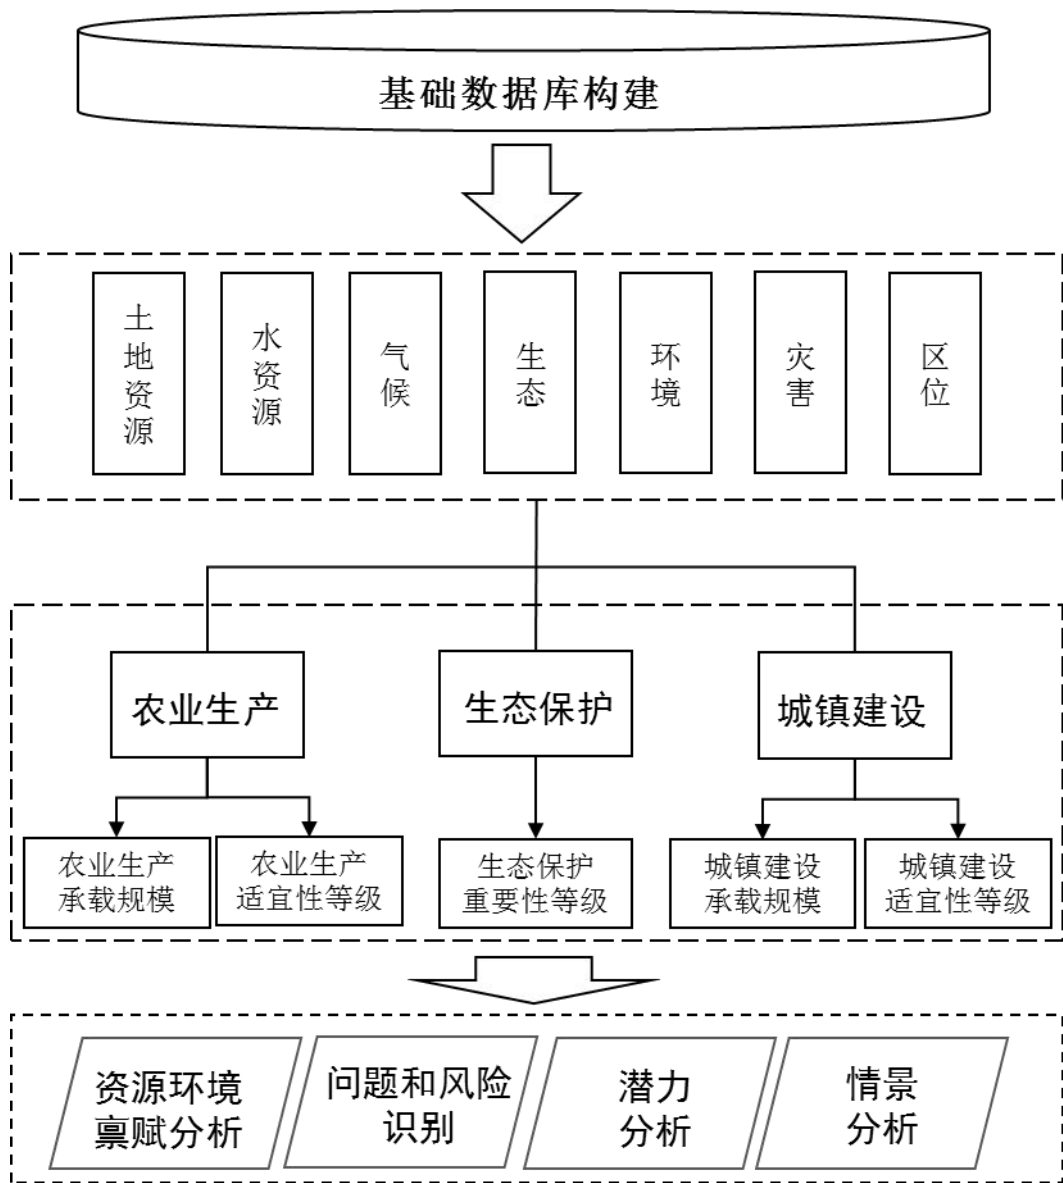 基础数据库构建
土地资源
水资源
气候
生态
环境
灾害
区位
农业生产
生态保护
城镇建设
农业生产
承载规模
农业生产
适宜性等级
生态保护
重要性等级
城镇建设
承载规模
城镇建设
适宜性等级
资源环境
禀赋分析
问题和风险
识别
潜力
分析
情景
分析